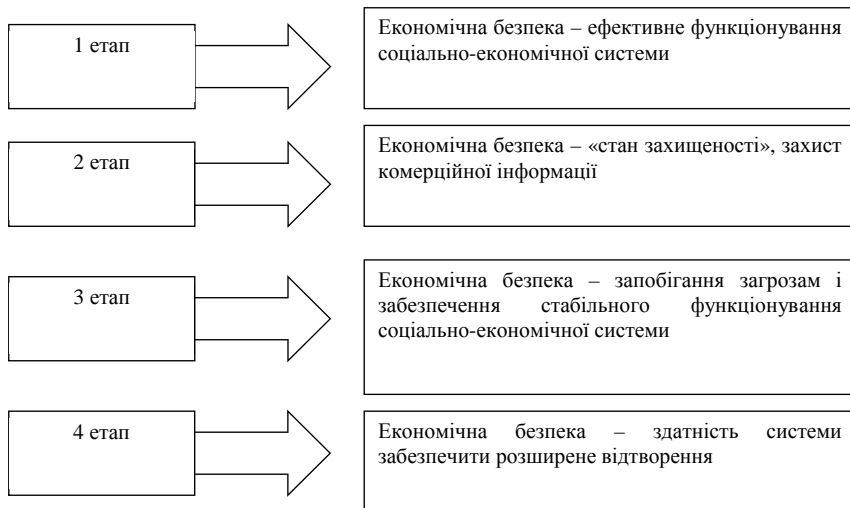 1 етап
Економічна безпека – ефективне функціонування
соціально-економічної системи
2 етап
Економічна безпека – «стан захищеності», захист
комерційної інформації
3 етап
Економічна безпека – запобігання загрозам і
забезпечення стабільного функціонування
соціально-економічної системи
4 етап
Економічна безпека – здатність системи
забезпечити розширене відтворення